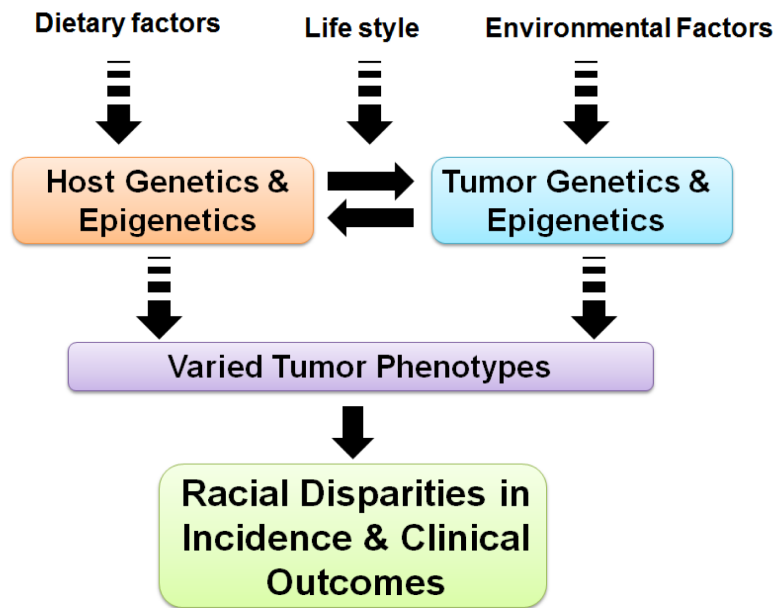 Dietary factors
Life style
Environmental Factors
Host Genetics &
Epigenetics
Tumor Genetics &
Epigenetics
Varied Tumor Phenotypes
Racial Disparities in
Incidence & Clinical
Outcomes